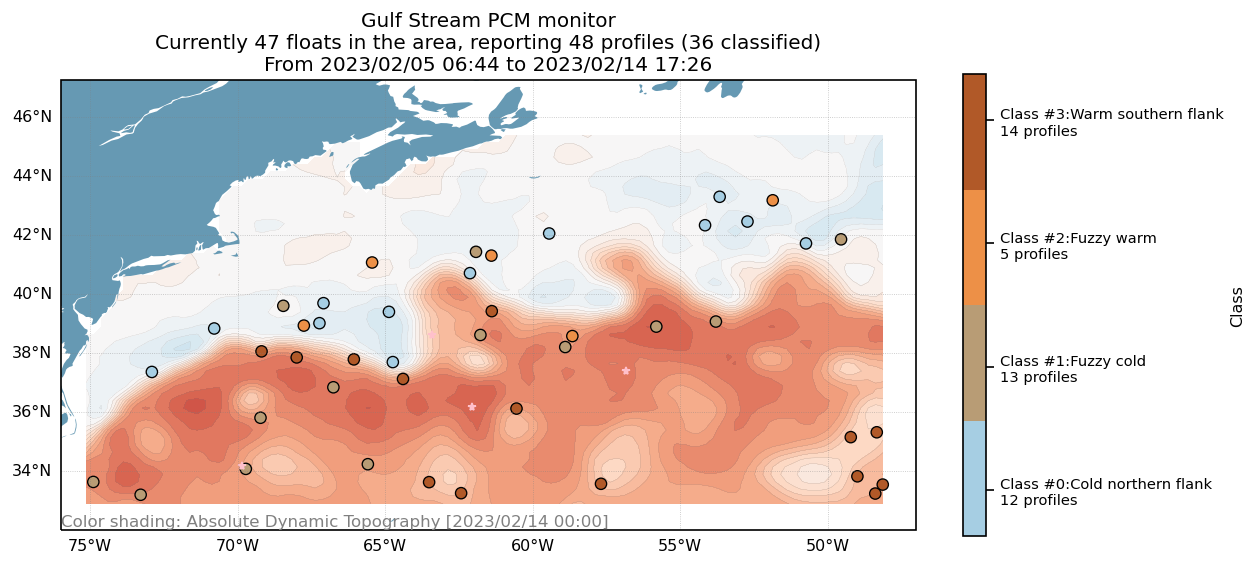 Gulf Stream PCM monitor
Currently 47 floats in the area, reporting 48 profiles (36 classified)
From 2023/02/05 06:44 to 2023/02/14 17:26
46°N
44°N
42°N
40°N
38°N
36°N
34°N
Color shading: Absolute Dynamic Topography [2023/02/14 00:00]
75°W
70°W
65°W
60°W
55°W
50°W
Class #3:Warm southern flank
14 profiles
Class #2:Fuzzy warm
5 profiles
Class #1:Fuzzy cold
13 profiles
Class #0:Cold northern flank
12 profiles
Class